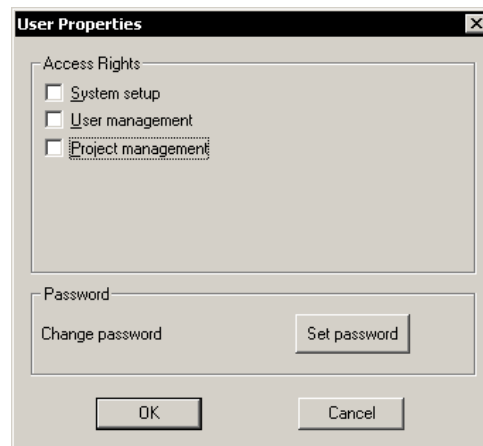 User Properties
Access Rights
System setup
User management
Project management
Password
Change password Set password
OK Cancel